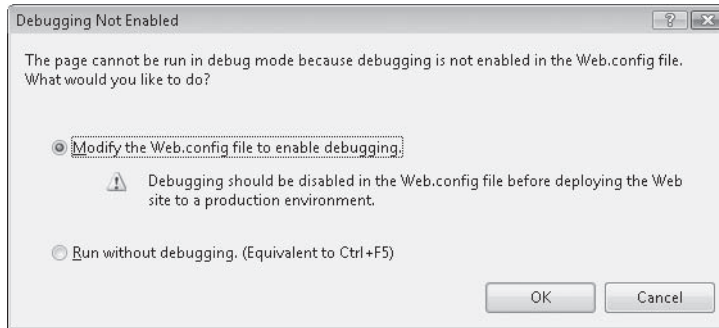 Debugging Not Enabled
The page cannot be run in debug mode because debugging is not enabled in the Web.config file.
What would you like to do?
Modify the Web.config file to enable debugging.
Debugging should be disabled in the Web.config file before deploying the Web
site to a production environment.
Run without debugging. (Equivalent to Ctrl+F5)
OK Cancel